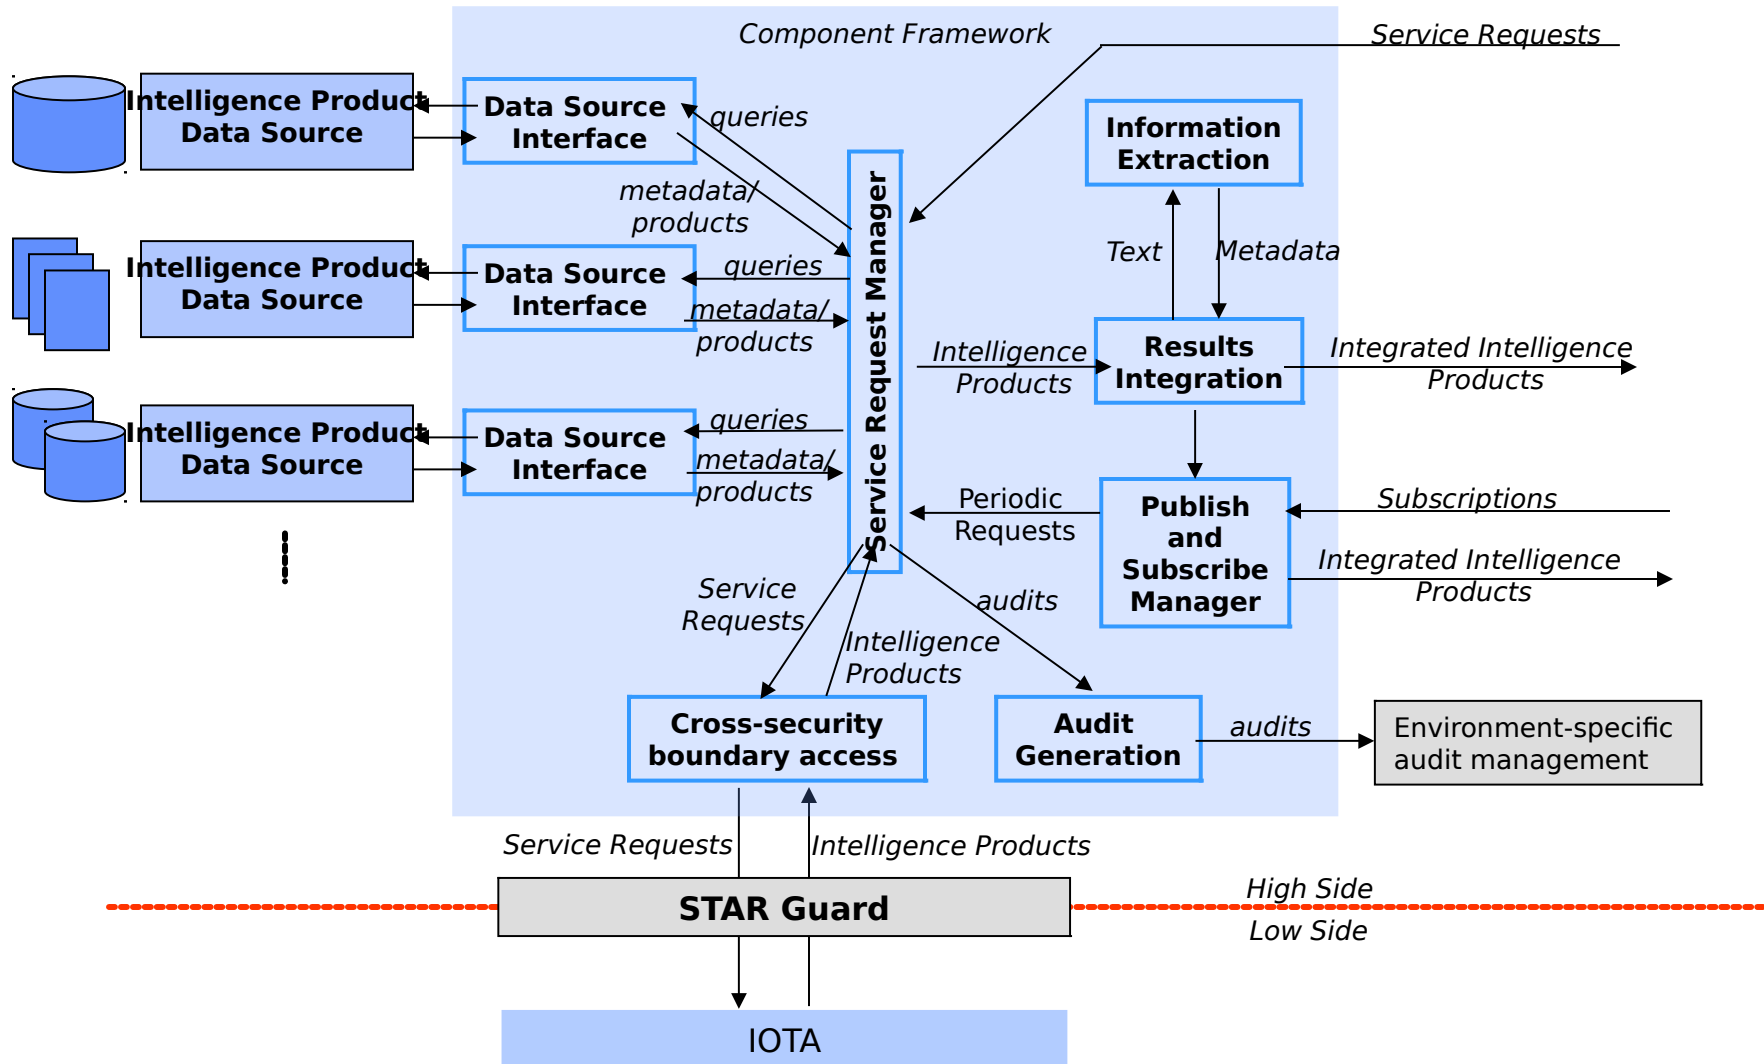 Component Framework
Service Requests
Intelligence Product
Data Source
Data Source
Interface
queries
metadata/
products
Information
Extraction
Text
Metadata
Intelligence Product
Data Source
Data Source
Interface
queries
metadata/
products
Service Request Manager
Intelligence
Products
Results
Integration
Integrated Intelligence
Products
Intelligence Product
Data Source
Data Source
Interface
queries
metadata/
products
Periodic
Requests
Publish
and
Subscribe
Manager
Subscriptions
Integrated Intelligence
Products
Service
Requests
Intelligence
Products
audits
Cross-security
boundary access
Audit
Generation
audits
Environment-specific
audit management
Service Requests
Intelligence Products
STAR Guard
High Side
Low Side
IOTA